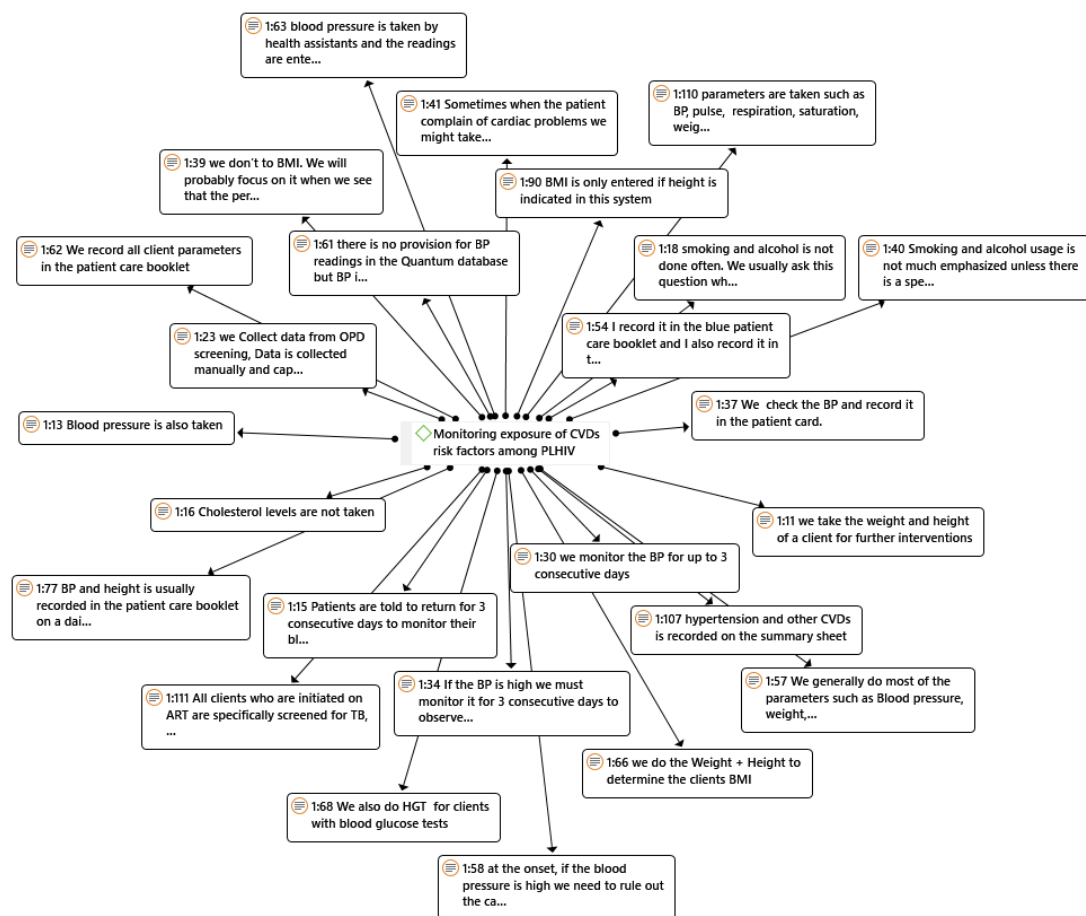 1:63 blood pressure is taken by
health assistants and the readings
are ente...
1:41 Sometimes when the patient
complain of cardiac problems we
might take...
1:110 parameters are taken such as
BP, pulse,  respiration, saturation,
weig...
1:39 we don't to BMI. We will
probably focus on it when we see
that the per...
1:90 BMI is only entered if height is
indicated in this system
1:62 We record all client parameters
in the patient care booklet
1:61 there is no provision for BP
readings in the Quantum database
but BP i...
1:18 smoking and alcohol is not
done often. We usually ask this
question wh...
1:40 Smoking and alcohol usage is
not much emphasized unless there
is a spe...
1:23 we Collect data from OPD
screening, Data is collected
manually and cap...
1:54 I record it in the blue patient
care booklet and I also record it in
t...
1:13 Blood pressure is also taken
1:37 We  check the BP and record it
in the patient card.
Monitoring exposure of CVDs
risk factors among PLHIV
1:16 Cholesterol levels are not taken
1:11 we take the weight and height
of a client for further interventions
1:30 we monitor the BP for up to 3
consecutive days
1:77 BP and height is usually
recorded in the patient care booklet
on a dai...
1:15 Patients are told to return for 3
consecutive days to monitor their
bl...
1:107 hypertension and other CVDs
is recorded on the summary sheet
1:111 All clients who are initiated on
ART are specifically screened for TB,
...
1:34 If the BP is high we must
monitor it for 3 consecutive days to
observe...
1:57 We generally do most of the
parameters such as Blood pressure,
weight,...
1:66 we do the Weight + Height to
determine the clients BMI
1:68 We also do HGT  for clients
with blood glucose tests
1:58 at the onset, if the blood
pressure is high we need to rule out
the ca...